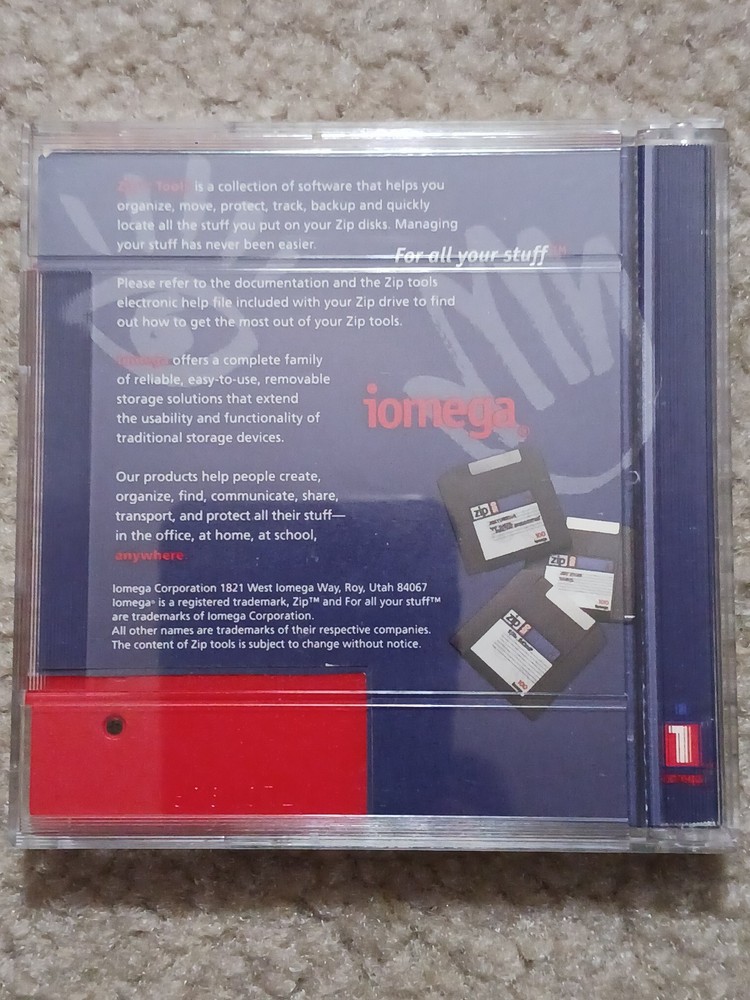 Zip™ Tools is a collection of software that helps you
organize, move, protect, track, backup and quickly
locate all the stuff you put on your Zip disks. Managing
your stuff has never been easier.
For all your stuff
Please refer to the documentation and the Zip tools
electronic help file included with your Zip drive to find
out how to get the most out of your Zip tools.
Iomega offers a complete family
of reliable, easy-to-use, removable
storage solutions that extend
the usability and functionality of
traditional storage devices.
iomega®
Our products help people create,
organize, find, communicate, share,
transport, and protect all their stuff—
in the office, at home, at school,
anywhere.
zip
100
zip
100
zip
100
Iomega Corporation 1821 West Iomega Way, Roy, Utah 84067
Iomega® is a registered trademark, Zip™ and For all your stuff™
are trademarks of Iomega Corporation.
All other names are trademarks of their respective companies.
The content of Zip tools is subject to change without notice.